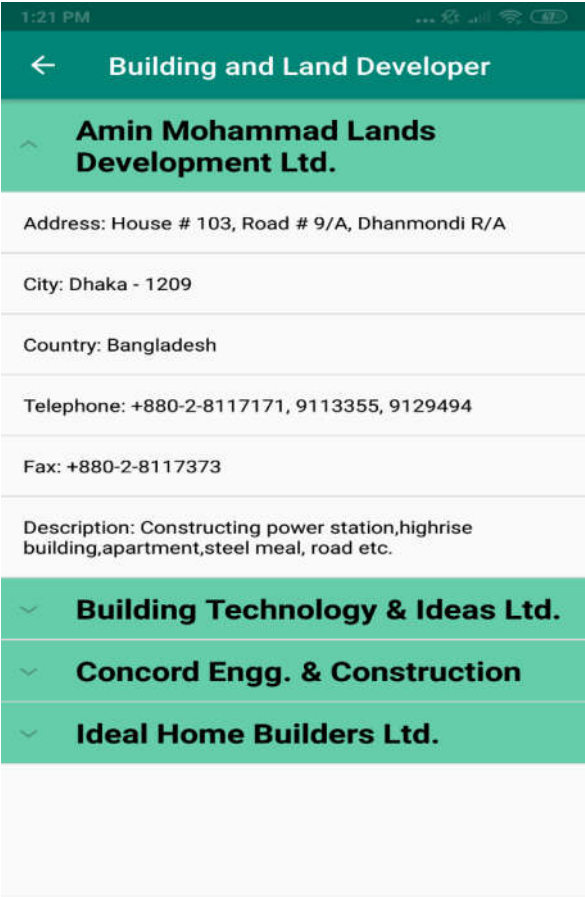 1:21 PM
67
Building and Land Developer
Amin Mohammad Lands
Development Ltd.
Address: House # 103, Road # 9/A, Dhanmondi R/A
City: Dhaka - 1209
Country: Bangladesh
Telephone: +880-2-8117171, 9113355, 9129494
Fax: +880-2-8117373
Description: Constructing power station,highrise
building,apartment,steel meal, road etc.
Building Technology & Ideas Ltd.
Concord Engg. & Construction
Ideal Home Builders Ltd.